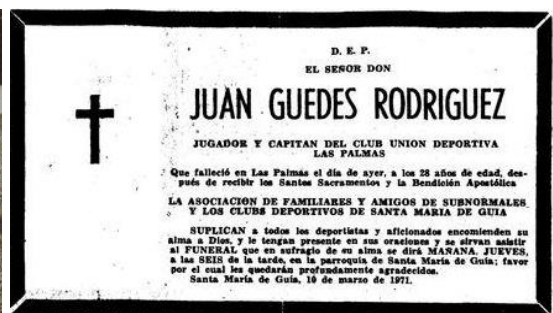 D. E. P.
EL SEÑOR DON
JUAN GUEDES RODRIGUEZ
JUGADOR Y CAPITAN DEL CLUB UNION DEPORTIVA
LAS PALMAS
Que falleció en Las Palmas el día de ayer, a los 28 años de edad, des-
pués de recibir los Santos Sacramentos y la Bendición Apostólica
LA ASOCIACION DE FAMILIARES Y AMIGOS DE SUBNORMALES
Y LOS CLUBS DEPORTIVOS DE SANTA MARIA DE GUIA
SUPLICAN a todos los deportistas y aficionados encomienden su
alma a Dios, y le tengan presente en sus oraciones y se sirvan asistir
al FUNERAL que en sufragio de su alma se dirá MAÑANA, JUEVES,
a las SEIS de la tarde, en la parroquia de Santa María de Guía; favor
por el cual les quedarán profundamente agradecidos.
Santa María de Guía, 10 de marzo de 1971.